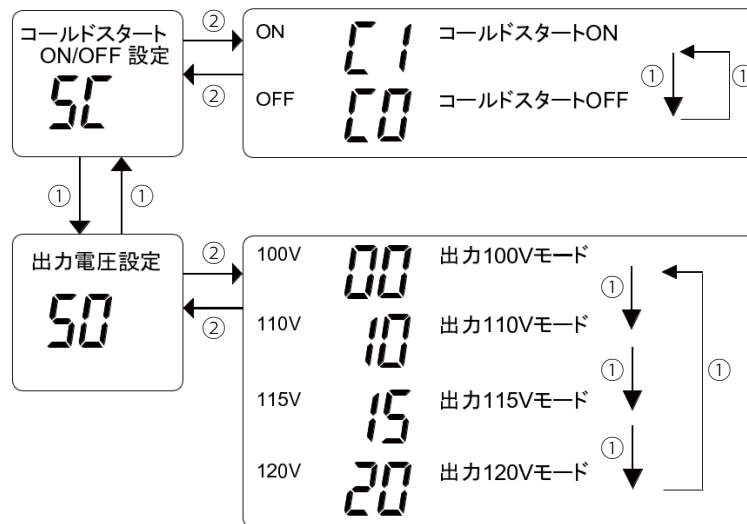 コールドスタート
ON/OFF 設定
SC
②
②
ON
C1
コールドスタートON
OFF
C0
コールドスタートOFF
①
①
①
①
出力電圧設定
SO
②
②
100V
00
出力100Vモード
110V
10
出力110Vモード
115V
15
出力115Vモード
120V
20
出力120Vモード
①
①
①
①